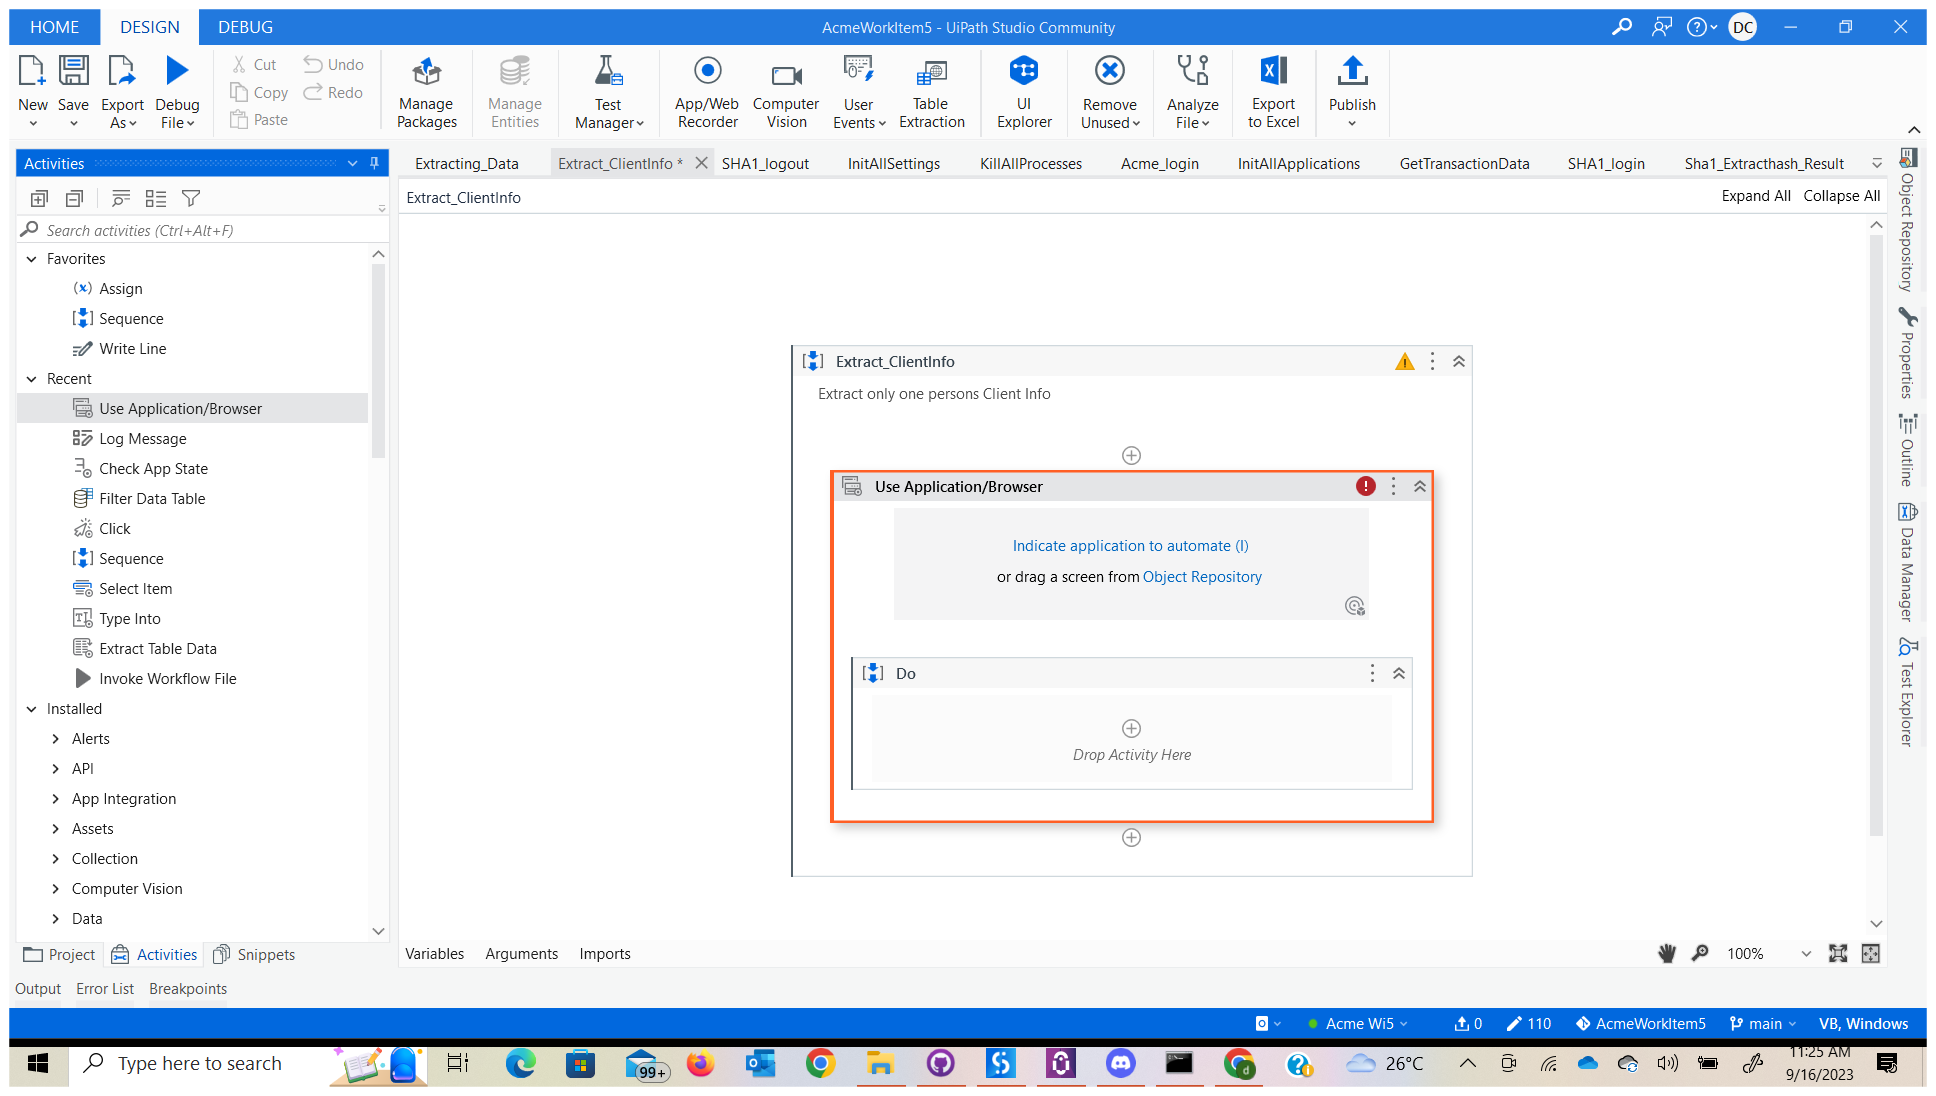 HOME DESIGN DEBUG AcmeWorkItem5 - UiPath Studio Community DC
New Save Export As Debug File Cut Copy Paste Undo Redo Manage Packages Manage Entities Test Manager App/Web Recorder Computer Vision User Events Table Extraction UI Explorer Remove Unused Analyze File Export to Excel Publish
Activities
Extracting_Data Extract_ClientInfo * SHA1_logout InitAllSettings KillAllProcesses Acme_login InitAllApplications GetTransactionData SHA1_login Sha1_Extracthash_Result
Extract_ClientInfo Expand All Collapse All
Search activities (Ctrl+Alt+F)
Favorites
Assign
Sequence
Write Line
Recent
Use Application/Browser
Log Message
Check App State
Filter Data Table
Click
Sequence
Select Item
Type Into
Extract Table Data
Invoke Workflow File
Installed
Alerts
API
App Integration
Assets
Collection
Computer Vision
Data
Project Activities Snippets
Extract_ClientInfo
Extract only one persons Client Info
Use Application/Browser
Indicate application to automate (I)
or drag a screen from Object Repository
Do
Drop Activity Here
Object Repository
Properties
Outline
Data Manager
Test Explorer
Variables Arguments Imports 100%
Output Error List Breakpoints
Acme Wi5 0 110 AcmeWorkItem5 main VB, Windows
Type here to search 99+ 26°C
11:25 AM
9/16/2023